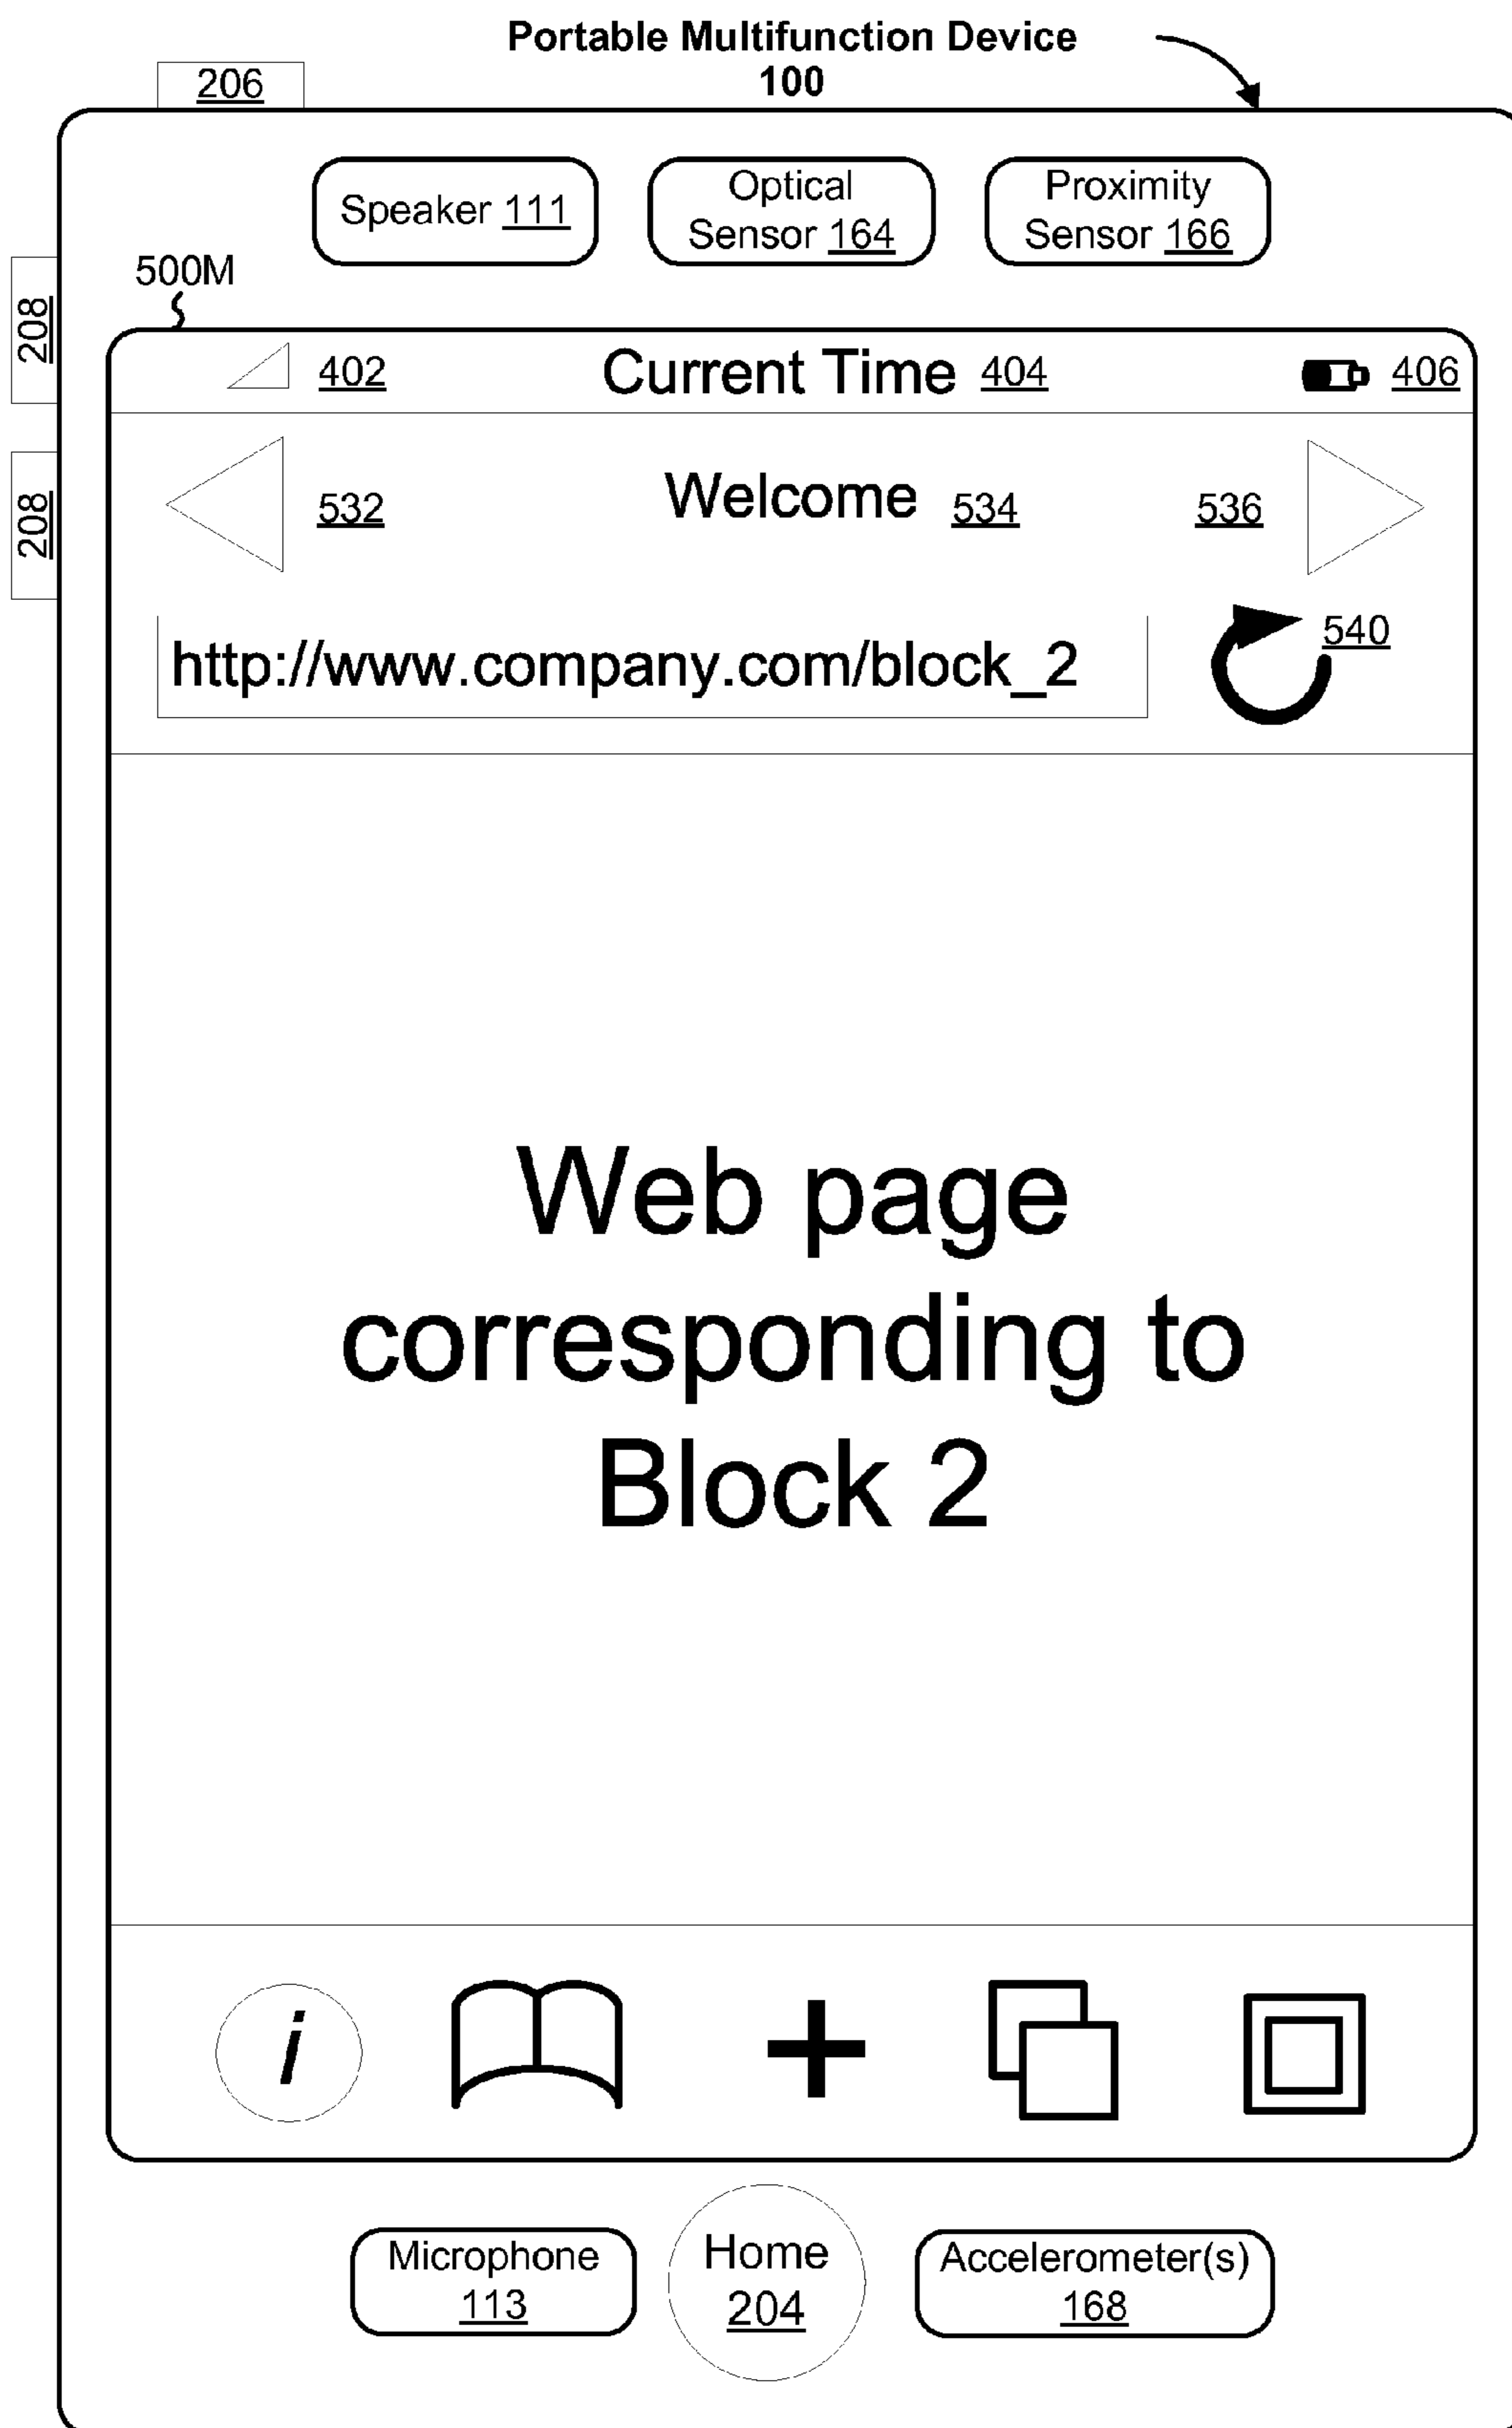 Portable Multifunction Device
100
206
Speaker 111
Optical
Sensor 164
Proximity
Sensor 166
500M
208
208
402
Current Time 404
406
532
Welcome 534
536
http://www.company.com/block_2
540
Web page
corresponding to
Block 2
i
Microphone
113
Home
204
Accelerometer(s)
168